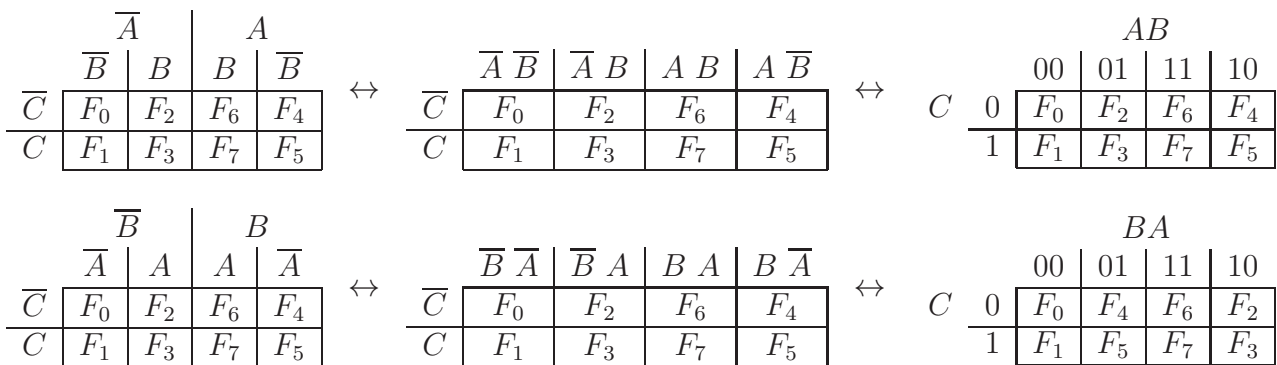 A̅ A AB
B̅ B B B̅ A̅ B̅ A̅ B A B A B̅ 00 01 11 10
C̅ F₀ F₂ F₆ F₄ ↔ C̅ F₀ F₂ F₆ F₄ ↔ C 0 F₀ F₂ F₆ F₄
C F₁ F₃ F₇ F₅ C F₁ F₃ F₇ F₅ 1 F₁ F₃ F₇ F₅
B̅ B BA
A̅ A A A̅ B̅ A̅ B̅ A B A B A̅ 00 01 11 10
C̅ F₀ F₂ F₆ F₄ ↔ C̅ F₀ F₂ F₆ F₄ ↔ C 0 F₀ F₄ F₆ F₂
C F₁ F₃ F₇ F₅ C F₁ F₃ F₇ F₅ 1 F₁ F₅ F₇ F₃